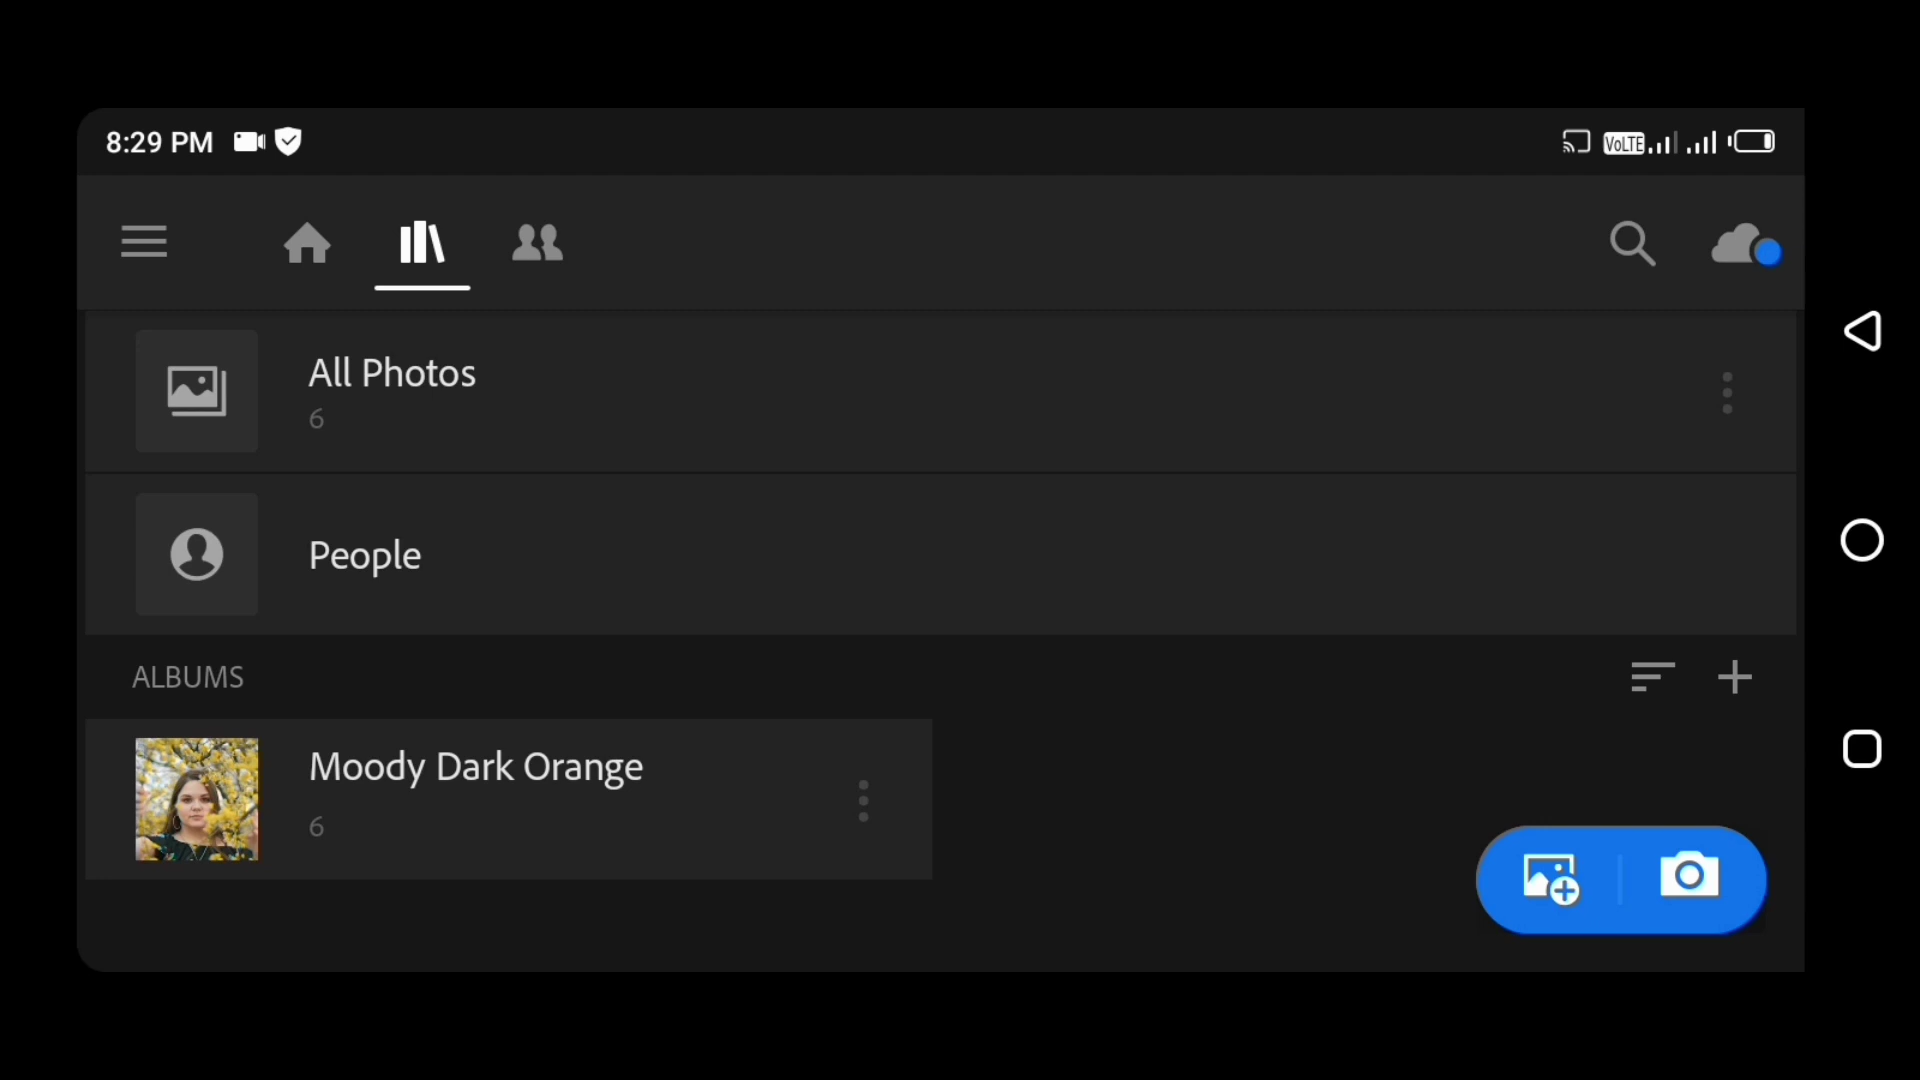 8:29 PM
VoLTE
All Photos
6
People
ALBUMS
Moody Dark Orange
6